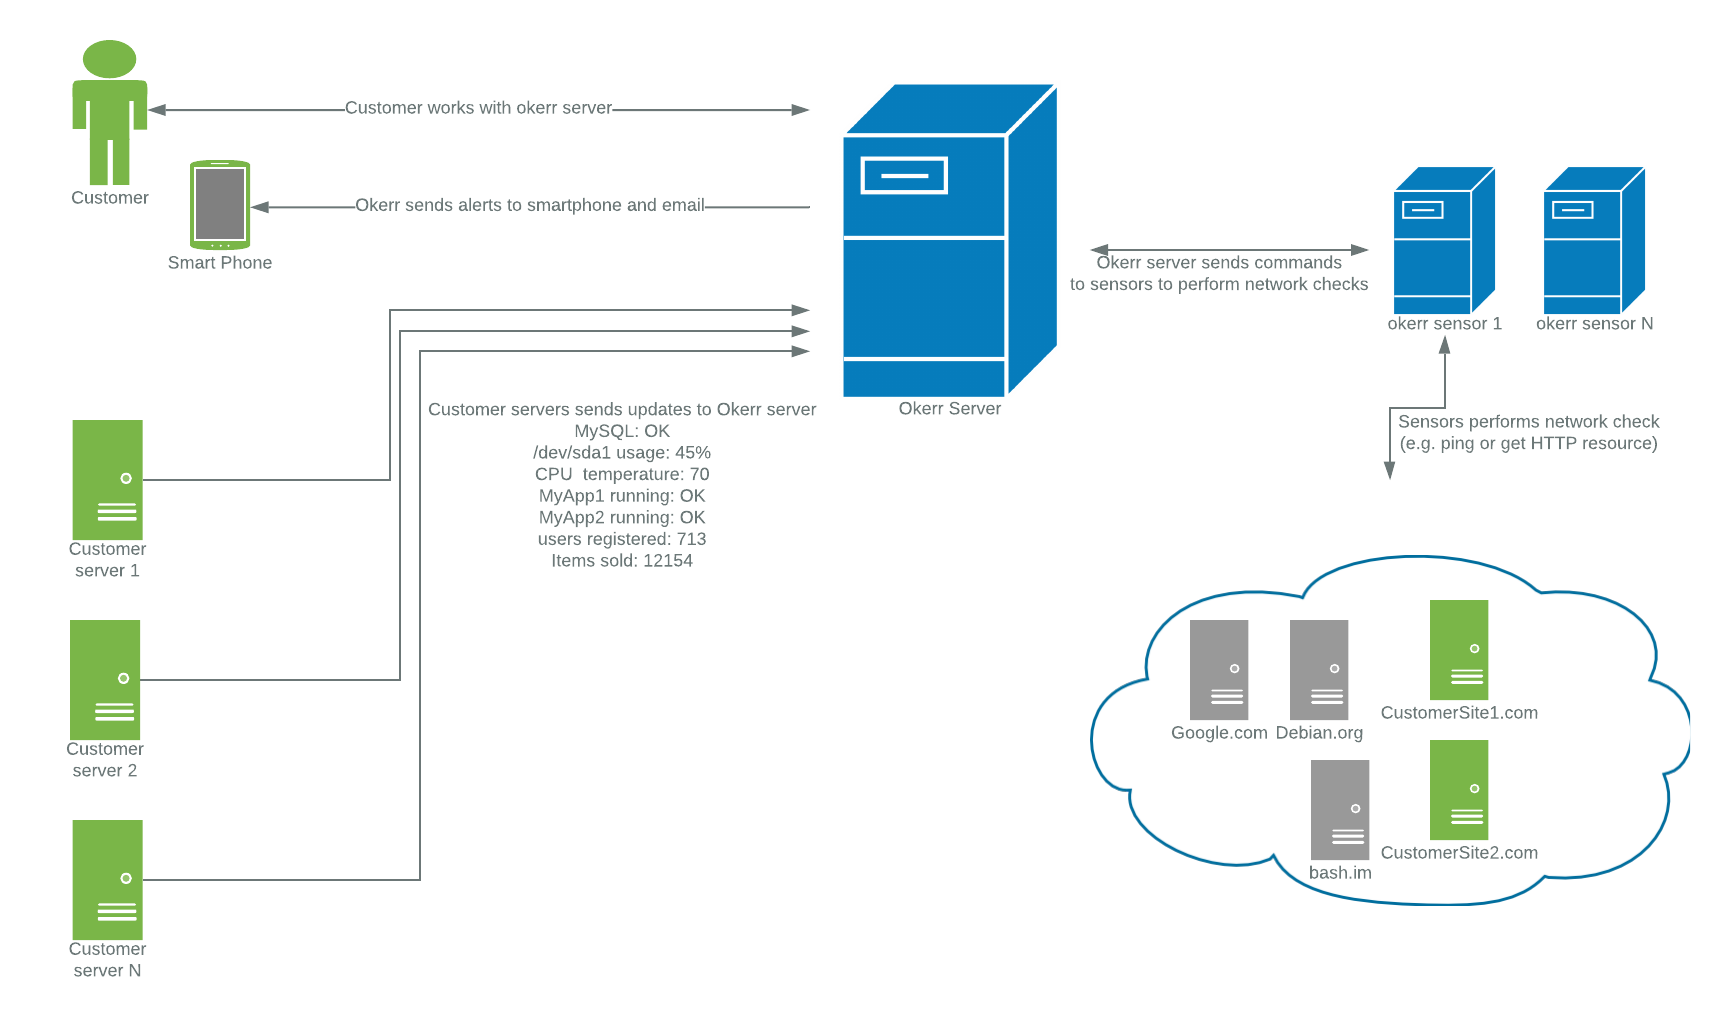 Customer works with okerr server
Customer
Okerr sends alerts to smartphone and email
Smart Phone
Okerr server sends commands
to sensors to perform network checks
okerr sensor 1
okerr sensor N
Okerr Server
Customer servers sends updates to Okerr server
MySQL: OK
/dev/sda1 usage: 45%
CPU  temperature: 70
MyApp1 running: OK
MyApp2 running: OK
users registered: 713
Items sold: 12154
Sensors performs network check
(e.g. ping or get HTTP resource)
Customer
server 1
Customer
server 2
Customer
server N
Google.com
Debian.org
CustomerSite1.com
bash.im
CustomerSite2.com